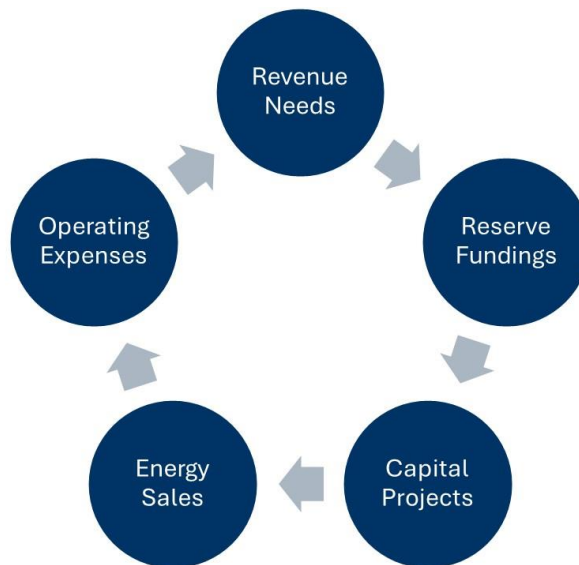 Revenue
Needs
Reserve
Fundings
Capital
Projects
Energy
Sales
Operating
Expenses